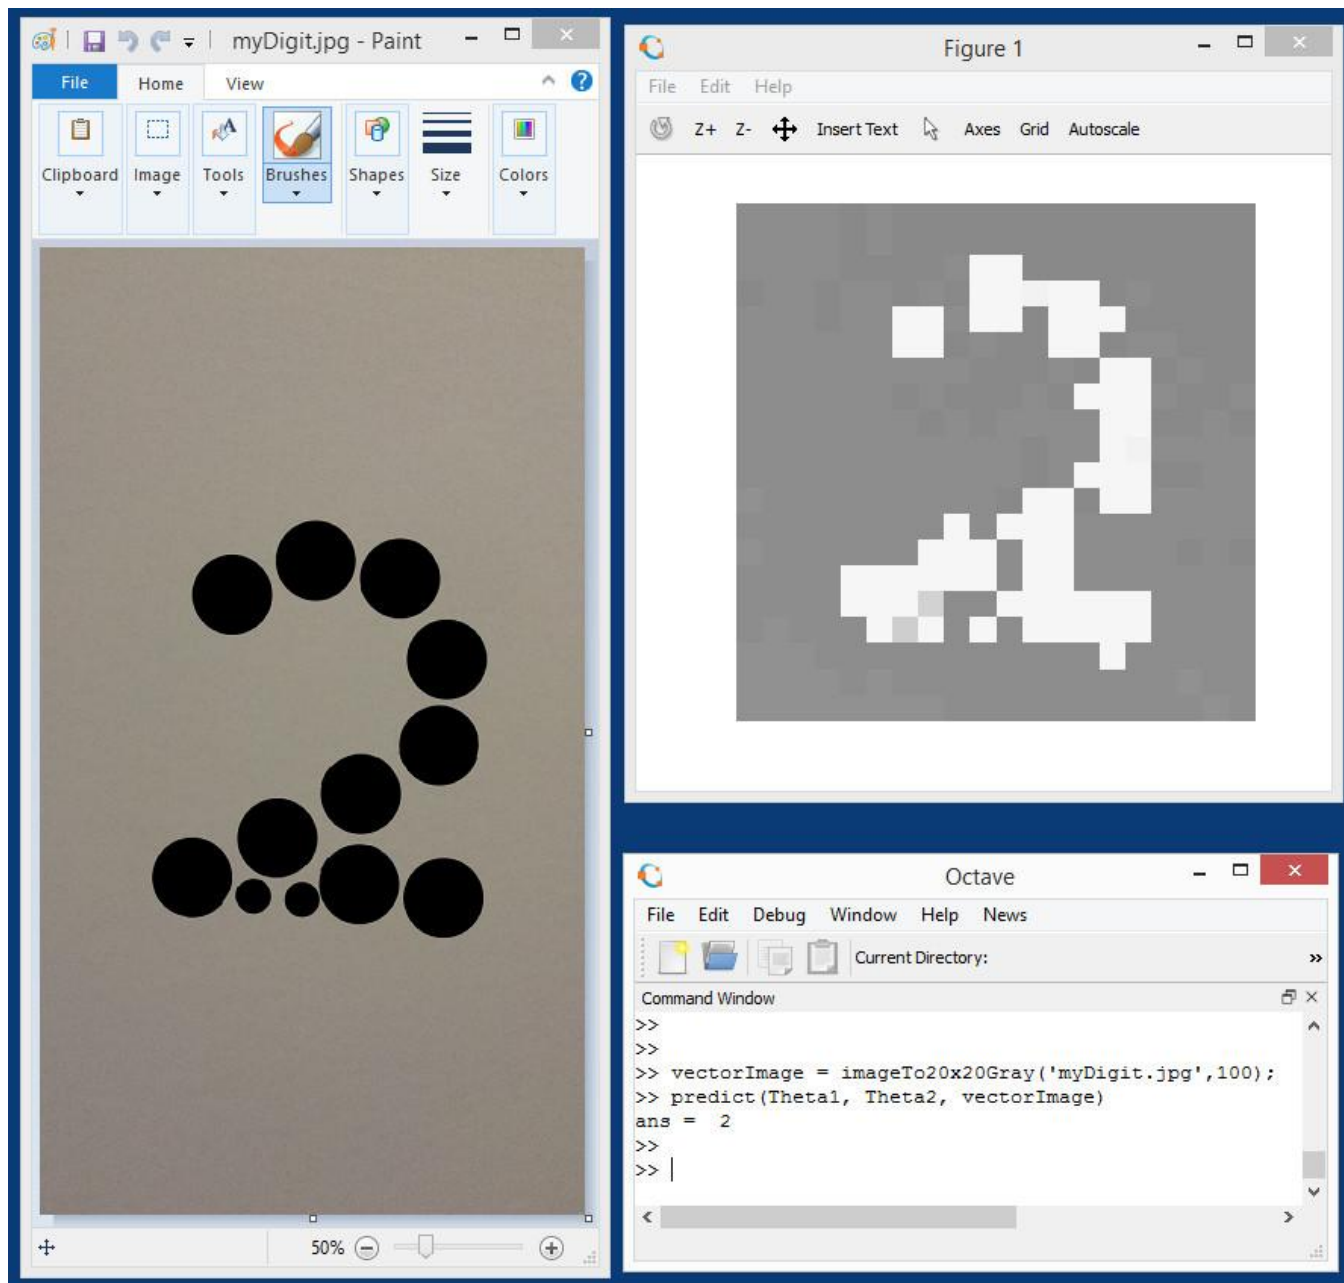 myDigit.jpg - Paint
File Home View
Clipboard Image Tools Brushes Shapes Size Colors
50%
Figure 1
File Edit Help
Z+ Z- Insert Text Axes Grid Autoscale
Octave
File Edit Debug Window Help News
Current Directory: »
Command Window
>>
>>
>> vectorImage = imageTo20x20Gray('myDigit.jpg',100);
>> predict(Theta1, Theta2, vectorImage)
ans = 2
>>
>>